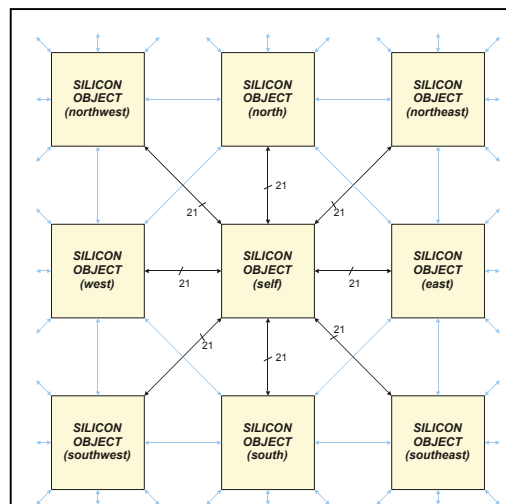 SILICON
OBJECT
(northwest)
SILICON
OBJECT
(north)
SILICON
OBJECT
(northeast)
21
21
21
SILICON
OBJECT
(west)
21
SILICON
OBJECT
(self)
21
SILICON
OBJECT
(east)
21
21
21
SILICON
OBJECT
(southwest)
SILICON
OBJECT
(south)
SILICON
OBJECT
(southeast)